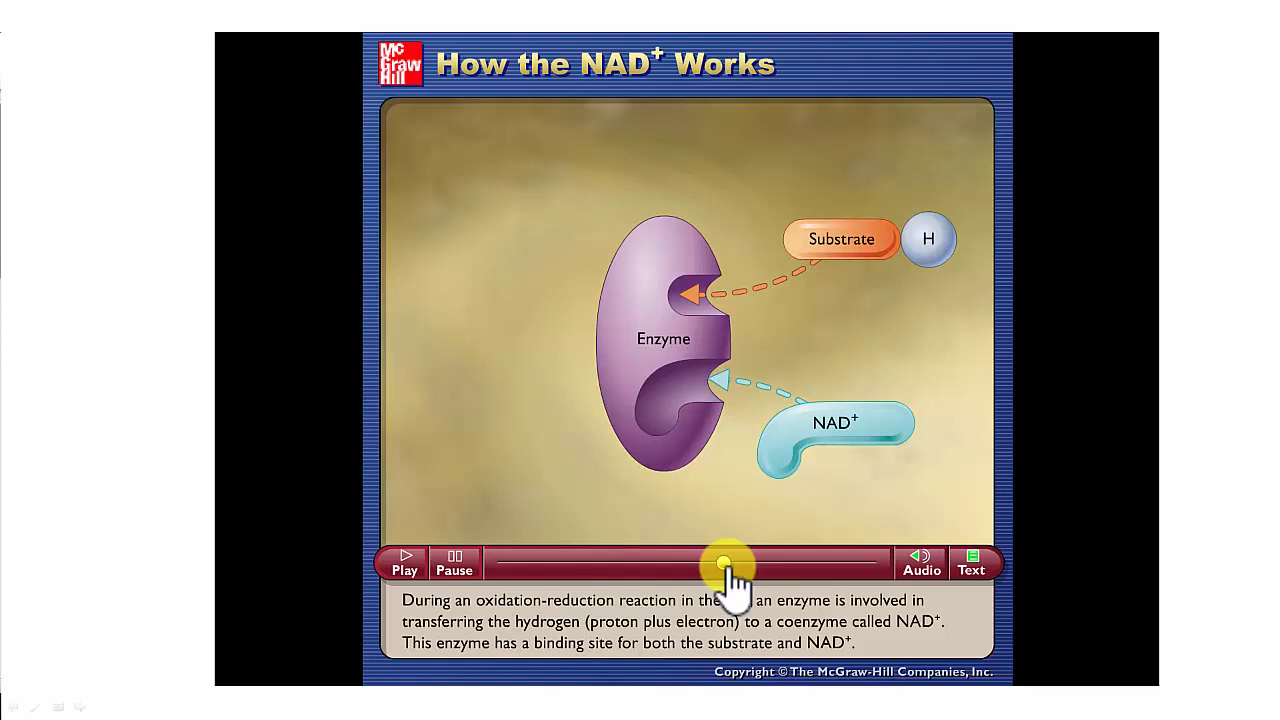 Mc
Graw
Hill
How the NAD⁺ Works
Substrate
H
Enzyme
NAD⁺
Play
Pause
Audio
Text
During an oxidation-reduction reaction in the an enzyme is involved in
transferring the hydrogen (proton plus electron) to a coenzyme called NAD⁺.
This enzyme has a binding site for both the substrate and NAD⁺.
Copyright © The McGraw-Hill Companies, Inc.